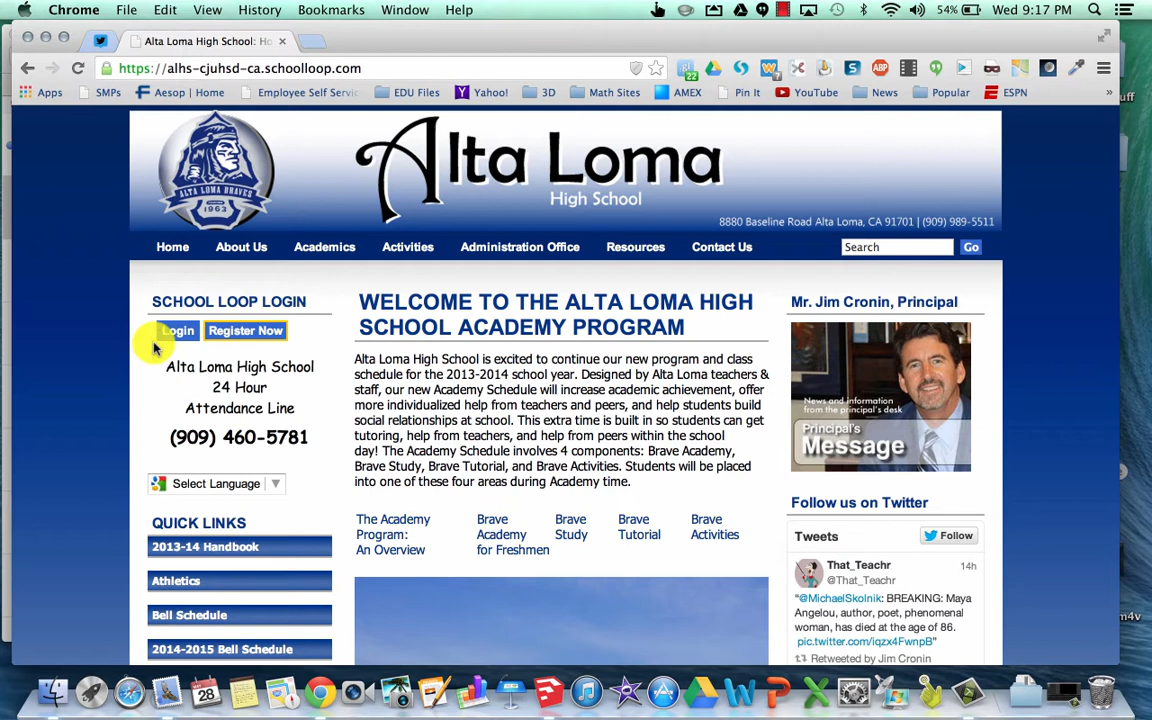 Chrome File Edit View History Bookmarks Window Help 54% Wed 9:17 PM
Alta Loma High School: Ho
https://alhs-cjuhsd-ca.schoolloop.com
22
ABP
Apps SMPs Aesop | Home Employee Self Servic EDU Files Yahoo! 3D Math Sites AMEX Pin It YouTube News Popular ESPN »
ALTA LOMA BRAVES
1963
Alta Loma
High School
8880 Baseline Road Alta Loma, CA 91701 | (909) 989-5511
Home About Us Academics Activities Administration Office Resources Contact Us Search Go
SCHOOL LOOP LOGIN
Login Register Now
Alta Loma High School
24 Hour
Attendance Line
(909) 460-5781
Select Language
QUICK LINKS
2013-14 Handbook
Athletics
Bell Schedule
2014-2015 Bell Schedule
WELCOME TO THE ALTA LOMA HIGH
SCHOOL ACADEMY PROGRAM
Alta Loma High School is excited to continue our new program and class
schedule for the 2013-2014 school year. Designed by Alta Loma teachers &
staff, our new Academy Schedule will increase academic achievement, offer
more individualized help from teachers and peers, and help students build
social relationships at school. This extra time is built in so students can get
tutoring, help from teachers, and help from peers within the school
day! The Academy Schedule involves 4 components: Brave Academy,
Brave Study, Brave Tutorial, and Brave Activities. Students will be placed
into one of these four areas during Academy time.
The Academy
Program:
An Overview
Brave
Academy
for Freshmen
Brave
Study
Brave
Tutorial
Brave
Activities
Mr. Jim Cronin, Principal
News and information
from the principal's desk
Principal's
Message
Follow us on Twitter
Tweets Follow
That_Teachr 14h
@That_Teachr
"@MichaelSkolnik: BREAKING: Maya
Angelou, author, poet, phenomenal
woman, has died at the age of 86.
pic.twitter.com/iqzx4FwnpB"
Retweeted by Jim Cronin
uff
m4v
28